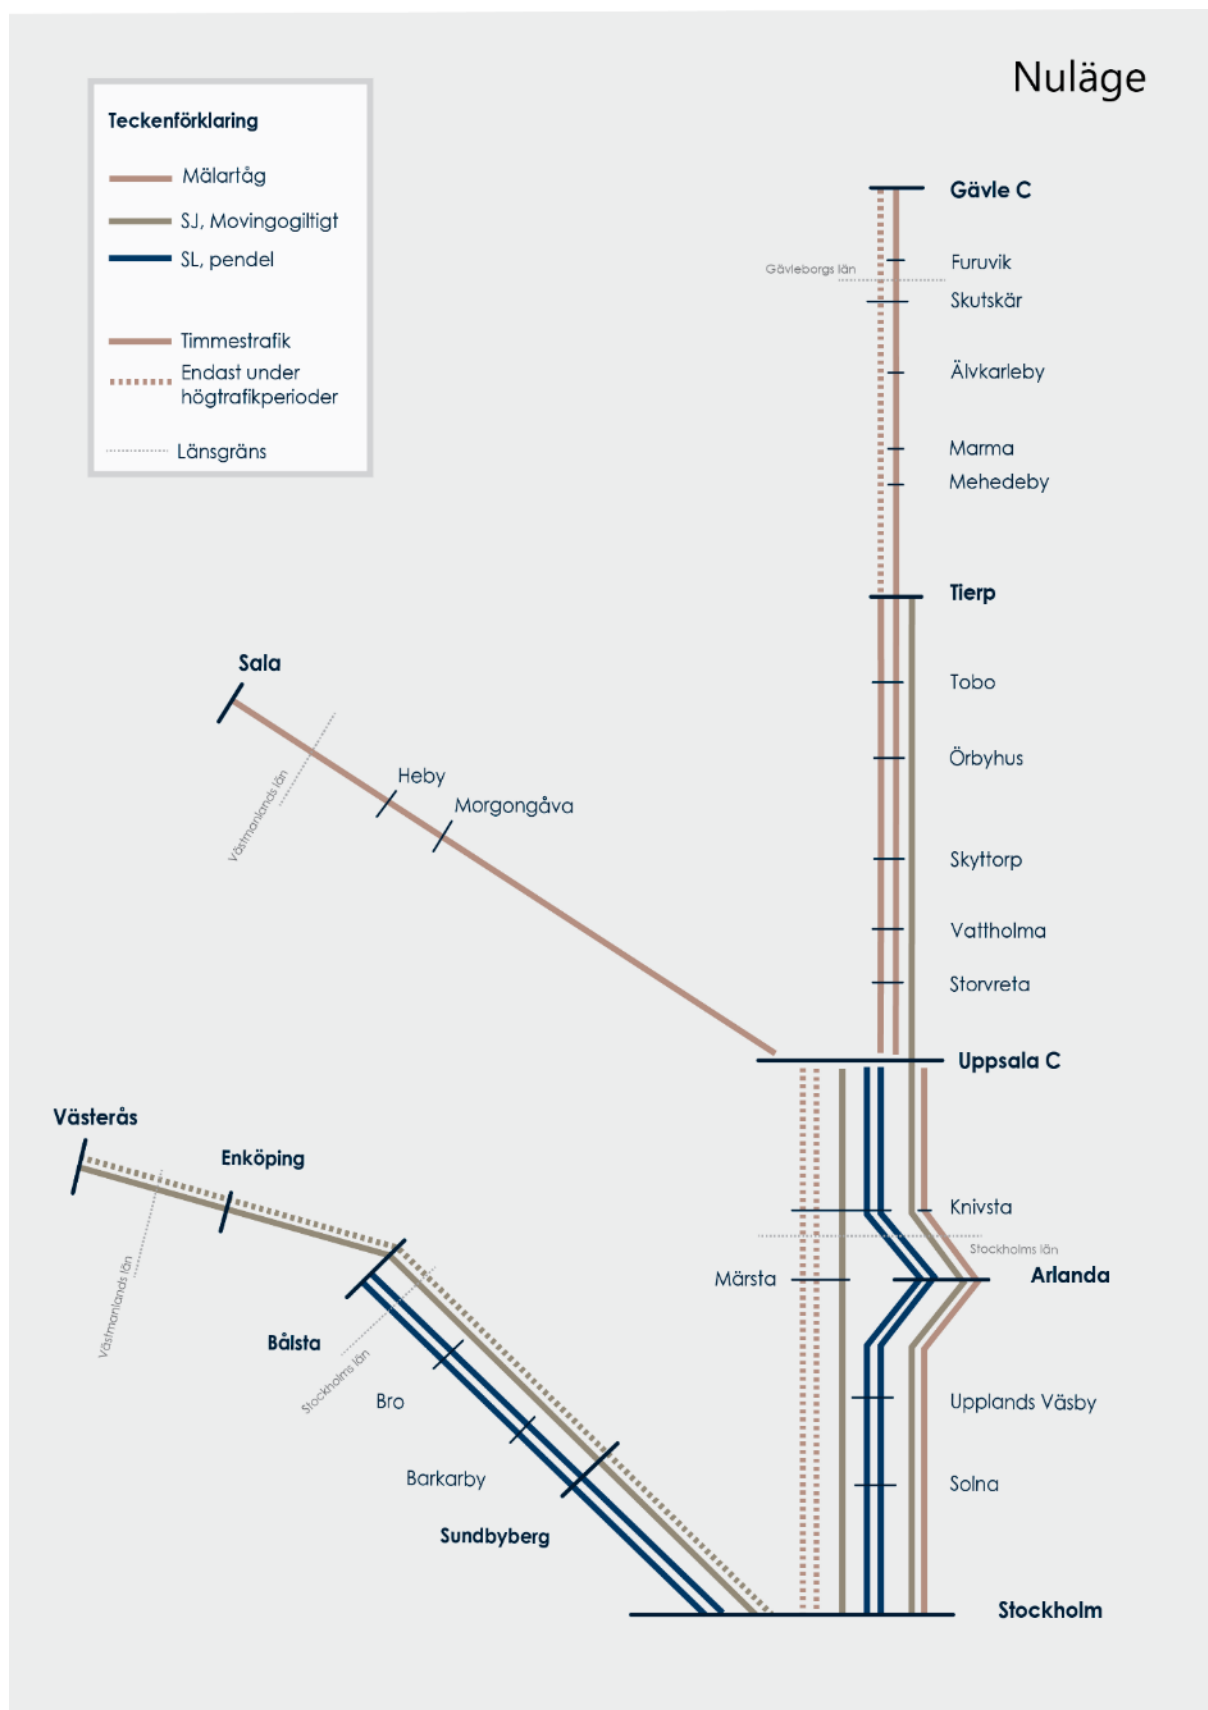 Nuläge
Teckenförklaring
Mälartåg
SJ, Movingogiltigt
SL, pendel
Timmestrafik
Endast under
högtrafikperioder
Länsgräns
Gävle C
Furuvik
Gävleborgs län
Skutskär
Älvkarleby
Marma
Mehedeby
Tierp
Sala
Tobo
Örbyhus
Heby
Morgongåva
Västmanlands län
Skyttorp
Vattholma
Storvreta
Uppsala C
Västerås
Enköping
Knivsta
Stockholms län
Märsta
Arlanda
Västmanlands län
Bålsta
Stockholms län
Bro
Upplands Väsby
Barkarby
Solna
Sundbyberg
Stockholm